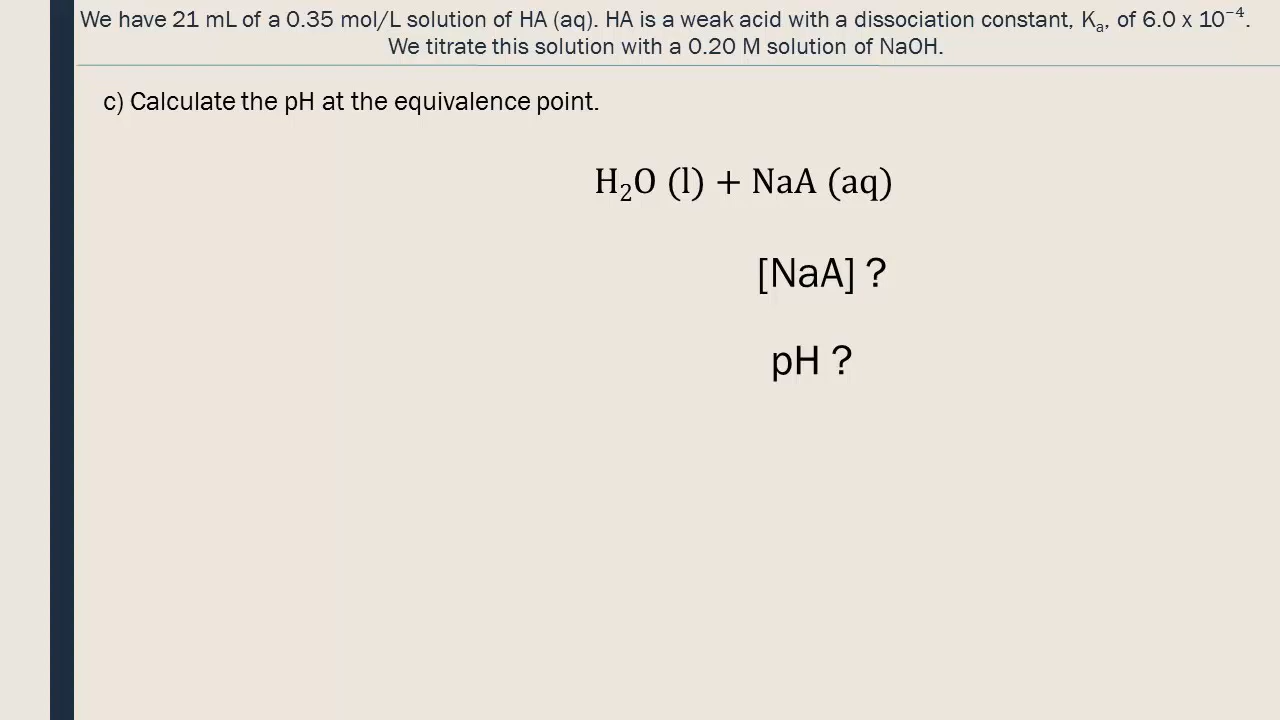 We have 21 mL of a 0.35 mol/L solution of HA (aq). HA is a weak acid with a dissociation constant, Kₐ, of 6.0 x 10⁻⁴.
We titrate this solution with a 0.20 M solution of NaOH.
c) Calculate the pH at the equivalence point.
H₂O (l) + NaA (aq)
[NaA] ?
pH ?